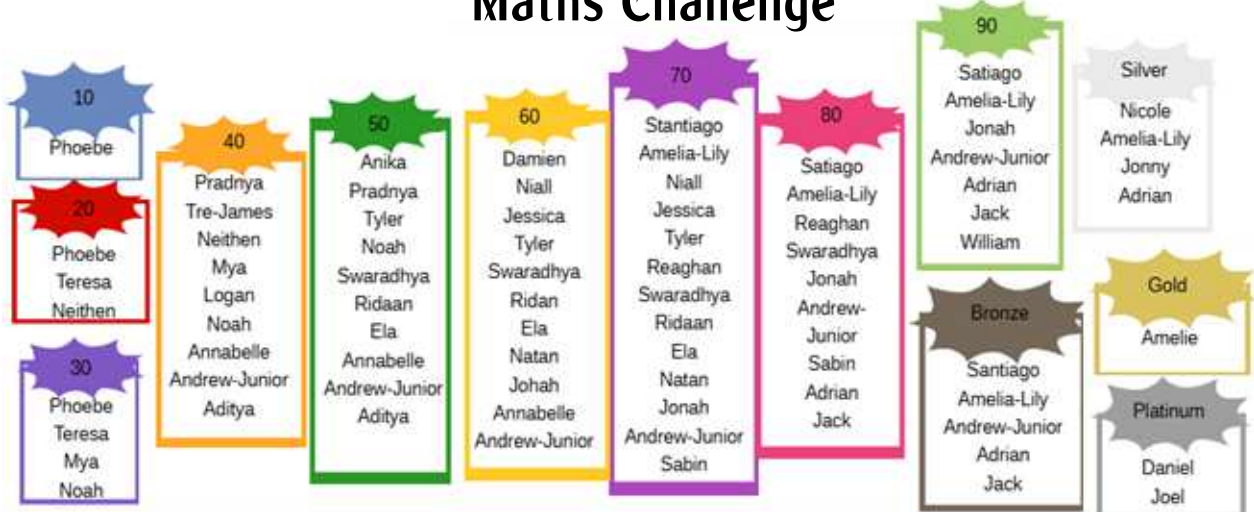 Maths Challenge
10
Phoebe
20
Phoebe
Teresa
Neithen
30
Phoebe
Teresa
Mya
Noah
40
Pradnya
Tre-James
Neithen
Mya
Logan
Noah
Annabelle
Andrew-Junior
Aditya
50
Anika
Pradnya
Tyler
Noah
Swaradhya
Ridaan
Ela
Annabelle
Andrew-Junior
Aditya
60
Damien
Niall
Jessica
Tyler
Swaradhya
Ridan
Ela
Natan
Johah
Annabelle
Andrew-Junior
70
Stantiago
Amelia-Lily
Niall
Jessica
Tyler
Reaghan
Swaradhya
Ridaan
Ela
Natan
Jonah
Andrew-Junior
Sabin
80
Satiago
Amelia-Lily
Reaghan
Swaradhya
Jonah
Andrew-
Junior
Sabin
Adrian
Jack
90
Satiago
Amelia-Lily
Jonah
Andrew-Junior
Adrian
Jack
William
Bronze
Santiago
Amelia-Lily
Andrew-Junior
Adrian
Jack
Silver
Nicole
Amelia-Lily
Jonny
Adrian
Gold
Amelie
Platinum
Daniel
Joel